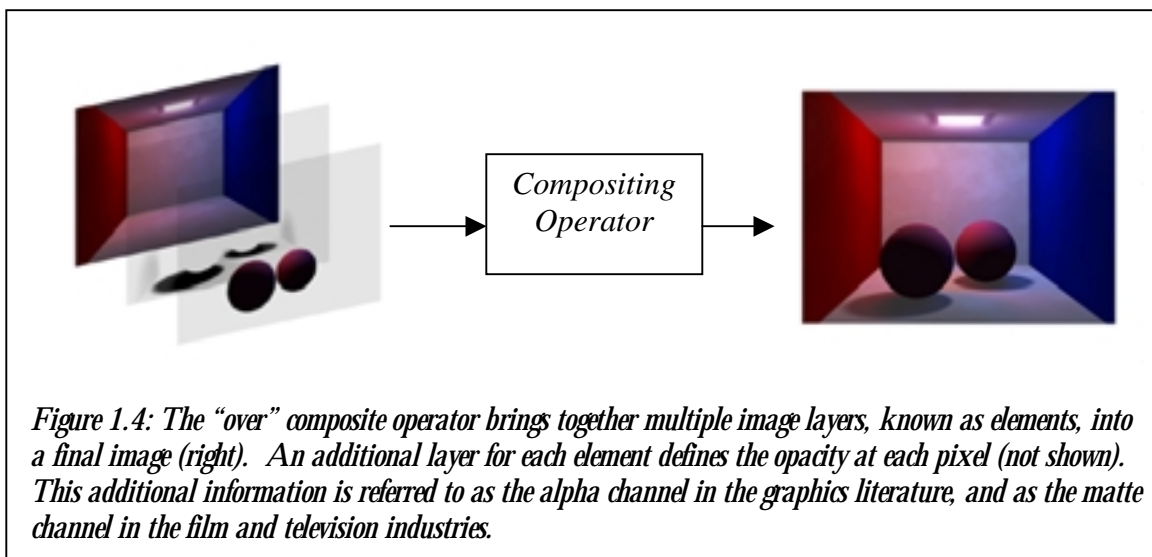 Compositing
Operator
Figure 1.4: The “over” composite operator brings together multiple image layers, known as elements, into
a final image (right). An additional layer for each element defines the opacity at each pixel (not shown).
This additional information is referred to as the alpha channel in the graphics literature, and as the matte
channel in the film and television industries.